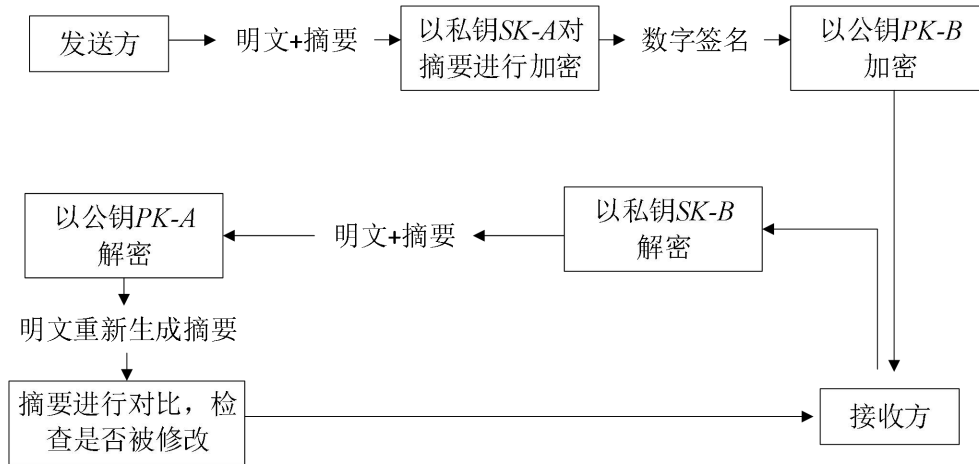 发送方
明文+摘要
以私钥SK-A对
摘要进行加密
数字签名
以公钥PK-B
加密
以公钥PK-A
解密
明文+摘要
以私钥SK-B
解密
明文重新生成摘要
摘要进行对比，检
查是否被修改
接收方